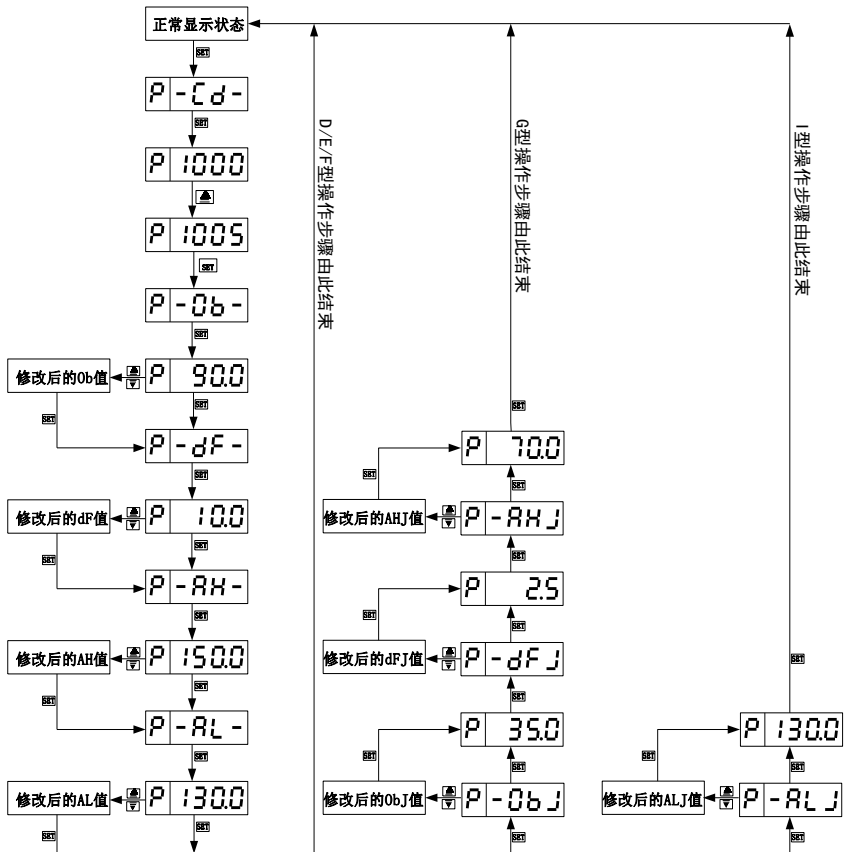 正常显示状态
SET
P -Cd-
SET
P 1000
P 1005
SET
P -Ob-
SET
P 90.0
修改后的Ob值
SET
SET
P -dF-
SET
P 10.0
修改后的dF值
SET
SET
P -AH-
SET
P 150.0
修改后的AH值
SET
SET
P -AL-
SET
P 130.0
修改后的AL值
SET
SET
D/E/F型操作步骤由此结束
G型操作步骤由此结束
SET
P 70.0
SET
SET
修改后的AHJ值
P -AHJ
SET
P 2.5
SET
SET
修改后的dFJ值
P -dFJ
SET
P 35.0
SET
SET
修改后的ObJ值
P -ObJ
SET
I型操作步骤由此结束
SET
P 130.0
SET
SET
修改后的ALJ值
P -ALJ
SET